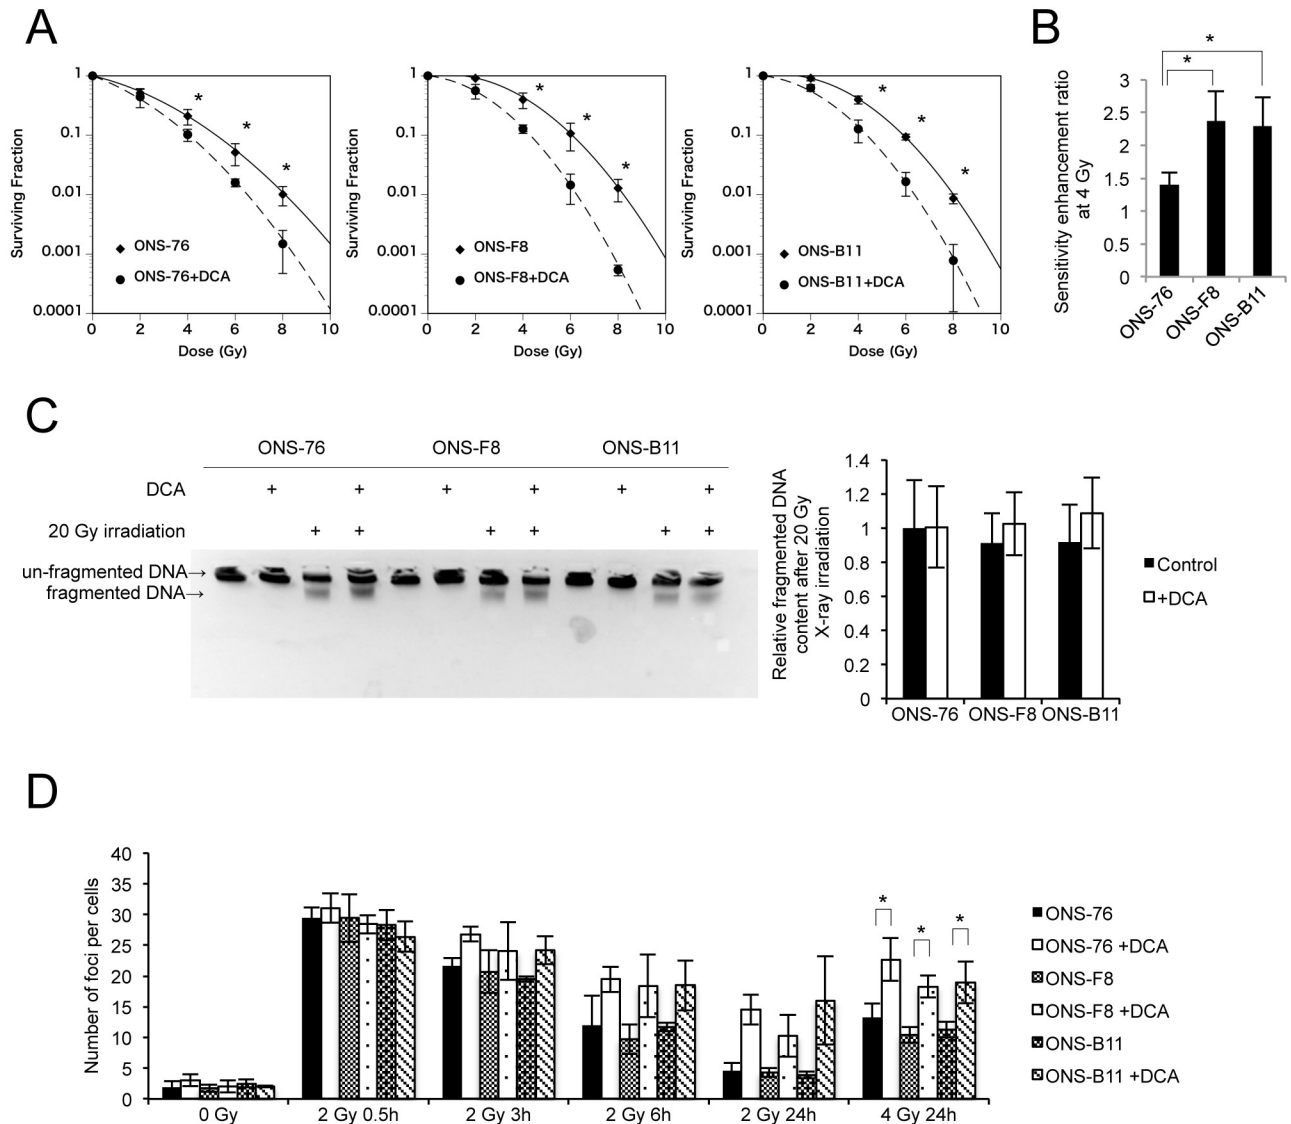 A
1
0.1
0.01
0.001
0.0001
Surviving Fraction
*
*
*
ONS-76
ONS-76+DCA
0 2 4 6 8 10
Dose (Gy)
1
0.1
0.01
0.001
0.0001
Surviving Fraction
*
*
*
ONS-F8
ONS-F8+DCA
0 2 4 6 8 10
Dose (Gy)
1
0.1
0.01
0.001
0.0001
Surviving Fraction
*
*
*
ONS-B11
ONS-B11+DCA
0 2 4 6 8 10
Dose (Gy)
B
Sensitivity enhancement ratio
at 4 Gy
*
*
3
2.5
2
1.5
1
0.5
0
ONS-76
ONS-F8
ONS-B11
C
ONS-76 ONS-F8 ONS-B11
DCA + + + + + +
20 Gy irradiation + + + + + +
un-fragmented DNA→
fragmented DNA→
Relative fragmented DNA
content after 20 Gy
X-ray irradiation
1.4
1.2
1
0.8
0.6
0.4
0.2
0
ONS-76 ONS-F8 ONS-B11
Control
+DCA
D
Number of foci per cells
40
35
30
25
20
15
10
5
0
*
*
*
0 Gy 2 Gy 0.5h 2 Gy 3h 2 Gy 6h 2 Gy 24h 4 Gy 24h
ONS-76
ONS-76 +DCA
ONS-F8
ONS-F8 +DCA
ONS-B11
ONS-B11 +DCA